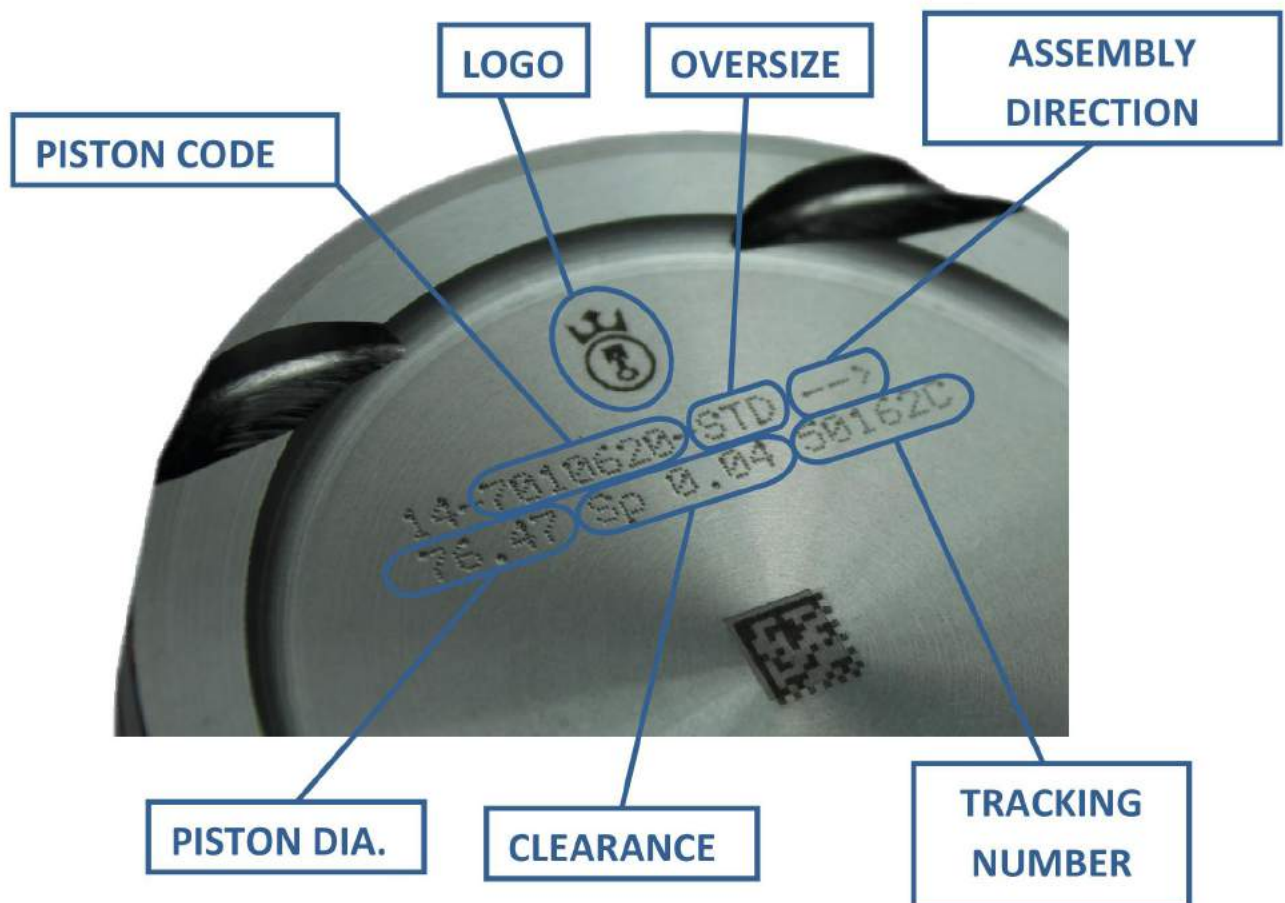 LOGO
OVERSIZE
ASSEMBLY
DIRECTION
PISTON CODE
14-7010620-STD -->
76.47 Sp 0.04 50162C
PISTON DIA.
CLEARANCE
TRACKING
NUMBER